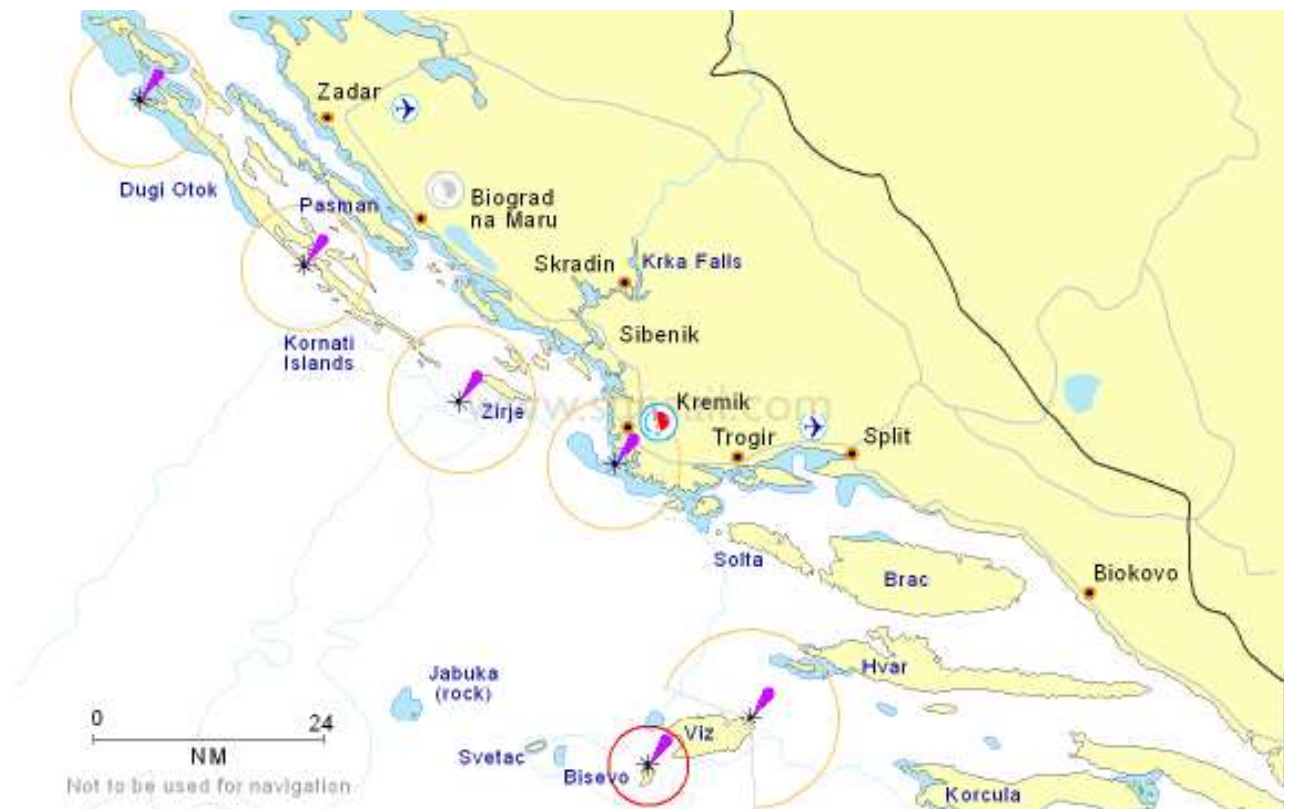 Zadar
Dugi Otok
Pasman
Biograd
na Maru
Skradin
Krka Falls
Sibenik
Kornati
Islands
Zirje
Kremik
Trogir
Split
Solta
Brac
Biokovo
Hvar
Jabuka
(rock)
0 24
NM
Not to be used for navigation
Svetac
Viz
Bisevo
Korcula